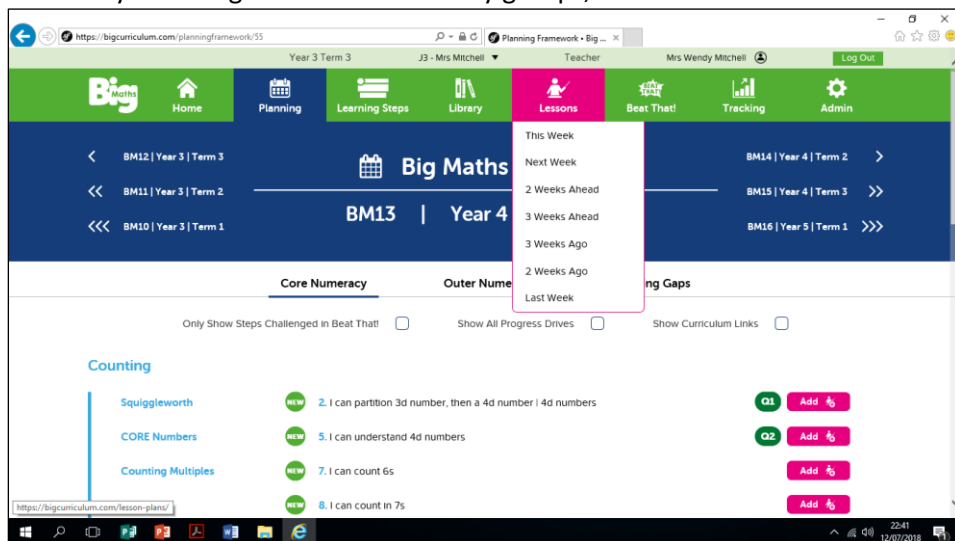 https://bigcurriculum.com/planningframework/55
Planning Framework • Big ...
Year 3 Term 3 J3 - Mrs Mitchell ▼ Teacher Mrs Wendy Mitchell Log Out
Big Maths
Home Planning Learning Steps Library Lessons Beat That! Tracking Admin
This Week
Next Week
2 Weeks Ahead
3 Weeks Ahead
3 Weeks Ago
2 Weeks Ago
Last Week
BM12 | Year 3 | Term 3
BM11 | Year 3 | Term 2
BM10 | Year 3 | Term 1
Big Maths
BM13 | Year 4
BM14 | Year 4 | Term 2
BM15 | Year 4 | Term 3
BM16 | Year 5 | Term 1
Core Numeracy Outer Nume ng Gaps
Only Show Steps Challenged in Beat That! Show All Progress Drives Show Curriculum Links
Counting
Squiggleworth NEW 2. I can partition 3d number, then a 4d number | 4d numbers Q1 Add
CORE Numbers NEW 5. I can understand 4d numbers Q2 Add
Counting Multiples NEW 7. I can count 6s Add
NEW 8. I can count in 7s Add
https://bigcurriculum.com/lesson-plans/
22:41
12/07/2018